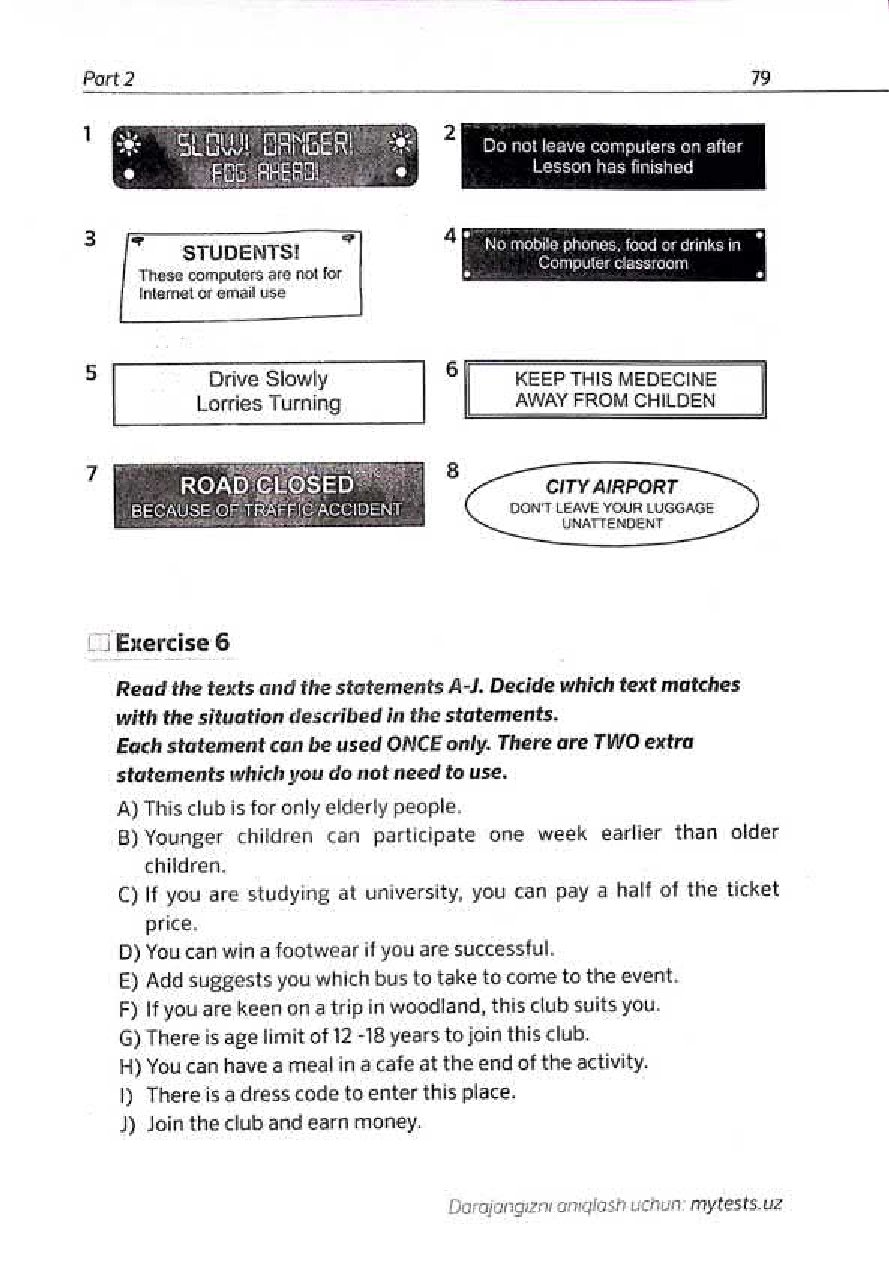 Part 2 79
1 SLOW! DANGER!
FOG AHEAD!
2 Do not leave computers on after
Lesson has finished
3 STUDENTS!
These computers are not for
Internet or email use
4 No mobile phones, food or drinks in
Computer classroom
5 Drive Slowly
Lorries Turning
6 KEEP THIS MEDECINE
AWAY FROM CHILDEN
7 ROAD CLOSED
BECAUSE OF TRAFFIC ACCIDENT
8 CITY AIRPORT
DON'T LEAVE YOUR LUGGAGE
UNATTENDENT
Exercise 6
Read the texts and the statements A-J. Decide which text matches
with the situation described in the statements.
Each statement can be used ONCE only. There are TWO extra
statements which you do not need to use.
A) This club is for only elderly people.
B) Younger children can participate one week earlier than older
children.
C) If you are studying at university, you can pay a half of the ticket
price.
D) You can win a footwear if you are successful.
E) Add suggests you which bus to take to come to the event.
F) If you are keen on a trip in woodland, this club suits you.
G) There is age limit of 12 -18 years to join this club.
H) You can have a meal in a cafe at the end of the activity.
I) There is a dress code to enter this place.
J) Join the club and earn money.
Darajangizni aniqlash uchun: mytests.uz